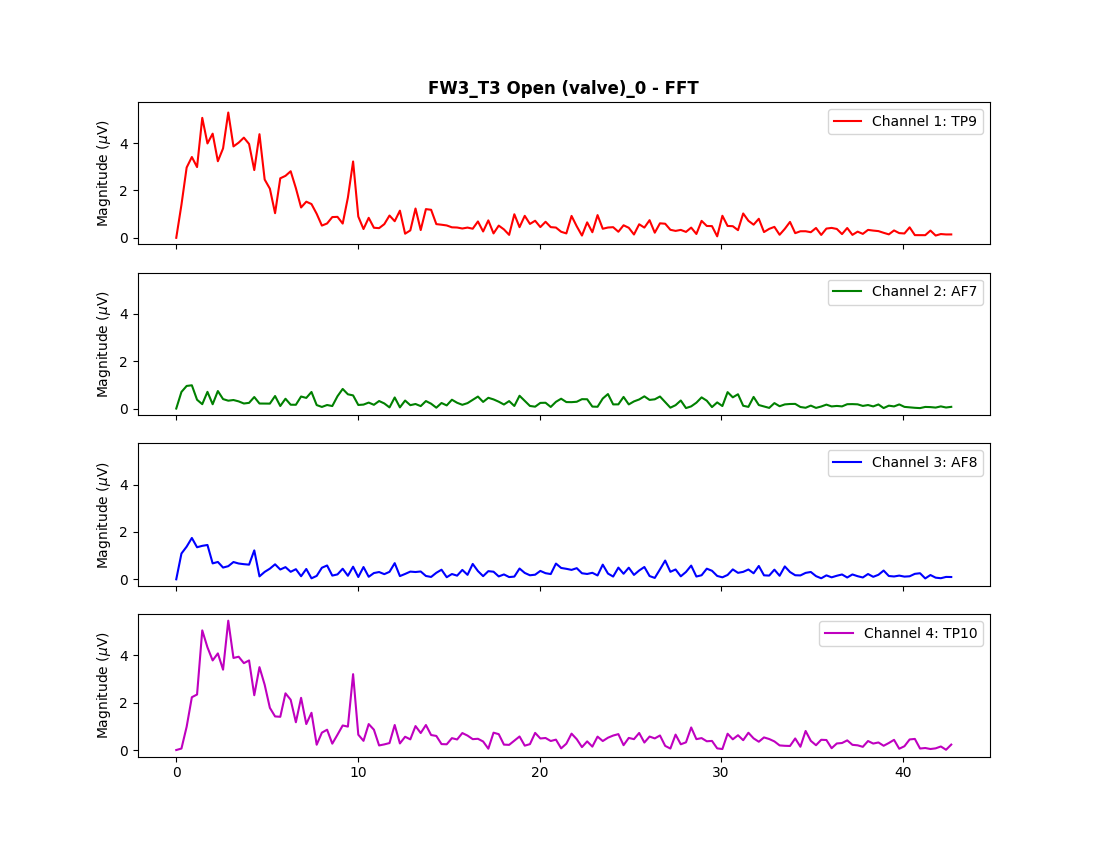 FW3_T3 Open (valve)_0 - FFT
Magnitude (μV)
4
2
0
Channel 1: TP9
Magnitude (μV)
4
2
0
Channel 2: AF7
Magnitude (μV)
4
2
0
Channel 3: AF8
Magnitude (μV)
4
2
0
Channel 4: TP10
0 10 20 30 40